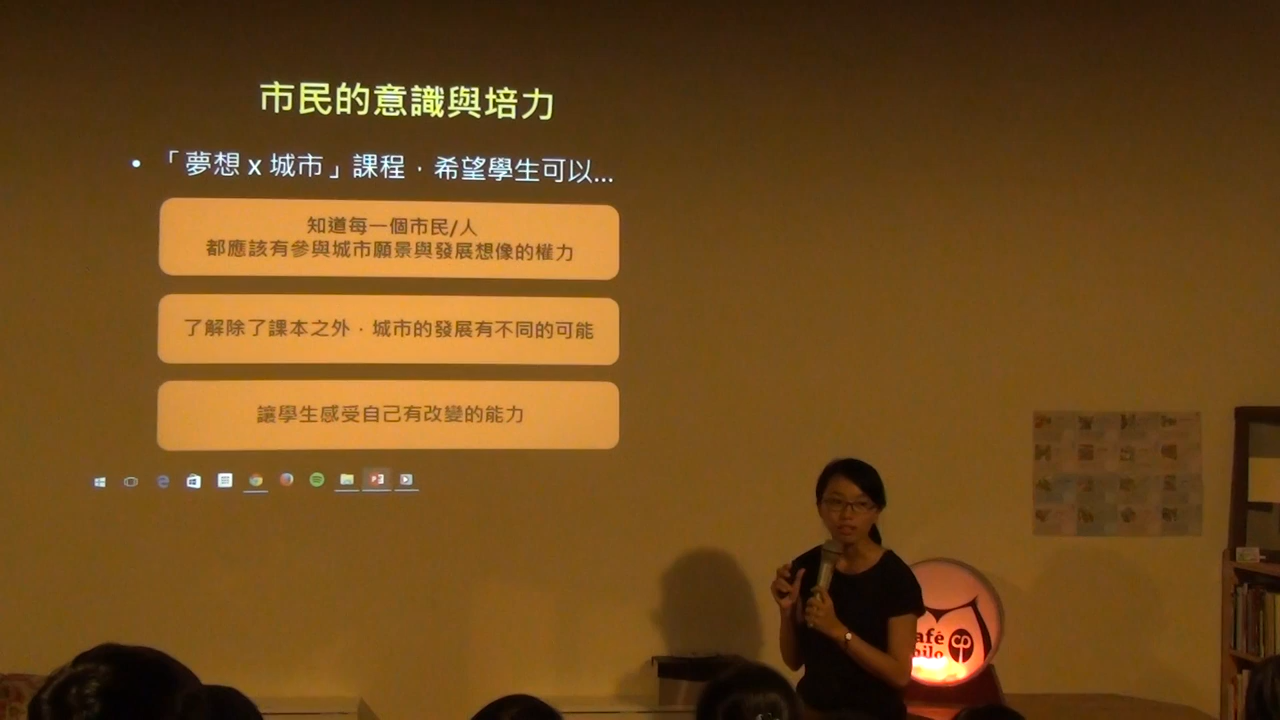 市民的意識與培力
• 「夢想 x 城市」課程，希望學生可以...
知道每一個市民/人
都應該有參與城市願景與發展想像的權力
了解除了課本之外，城市的發展有不同的可能
讓學生感受自己有改變的能力
afé
hilo